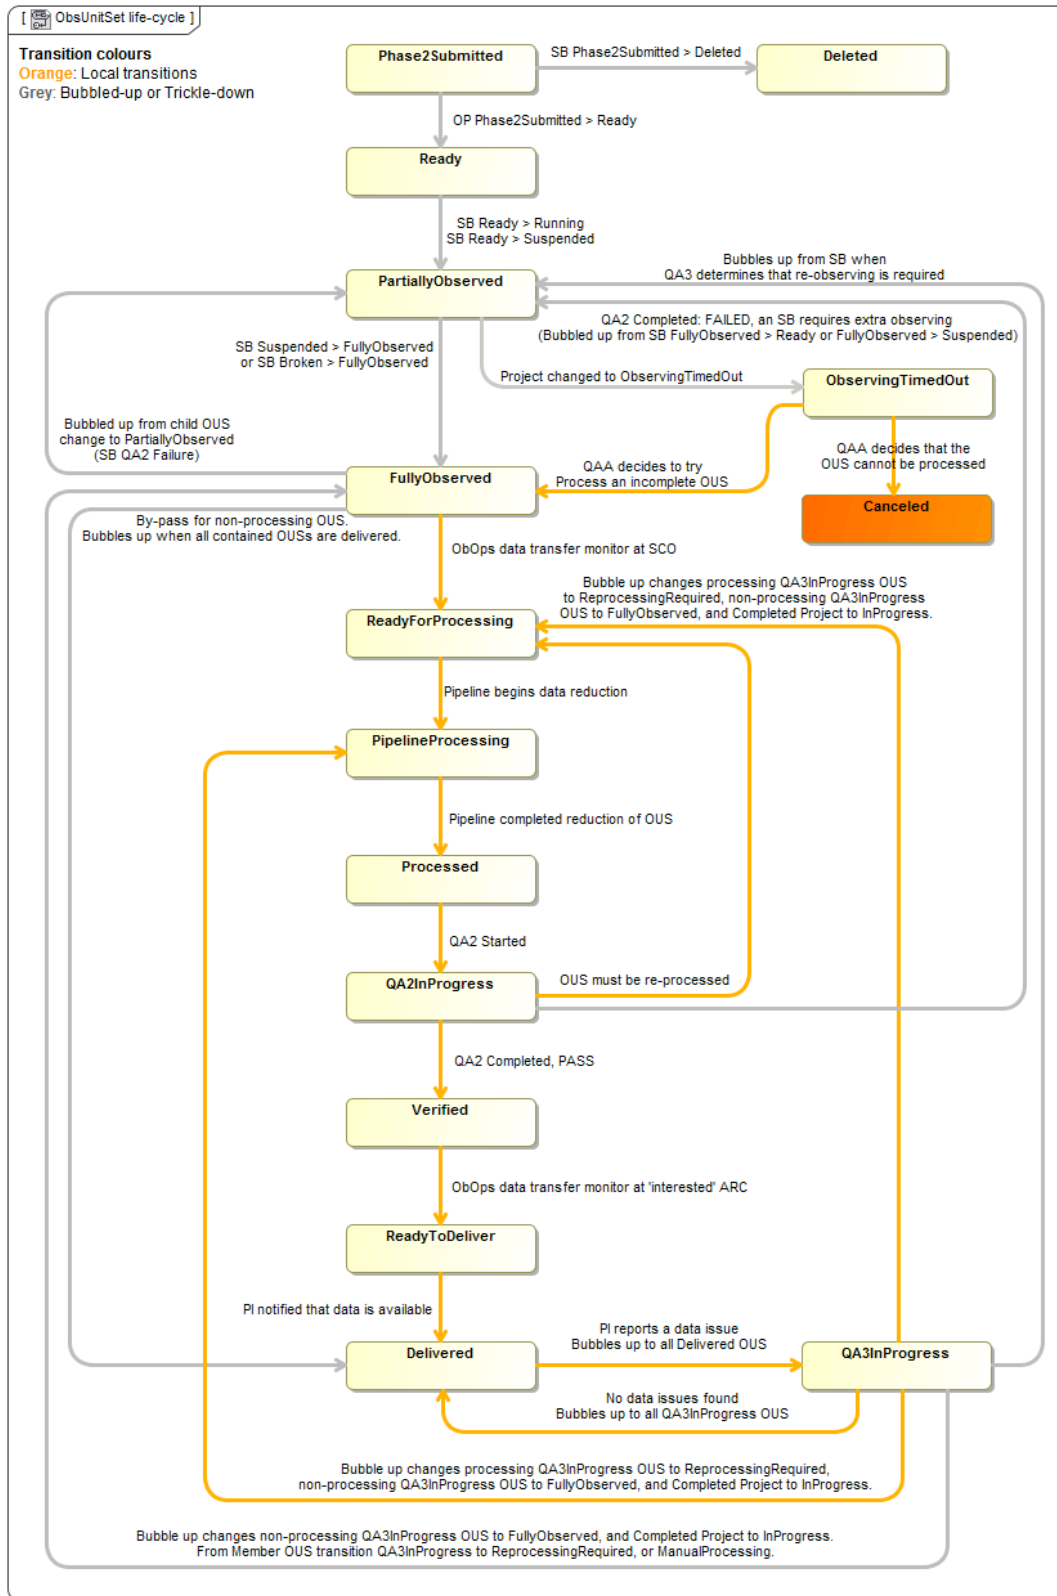 [ ObsUnitSet life-cycle ]
Transition colours
Orange: Local transitions
Grey: Bubbled-up or Trickle-down
Phase2Submitted
SB Phase2Submitted > Deleted
Deleted
OP Phase2Submitted > Ready
Ready
SB Ready > Running
SB Ready > Suspended
Bubbles up from SB when
QA3 determines that re-observing is required
PartiallyObserved
QA2 Completed: FAILED, an SB requires extra observing
(Bubbled up from SB FullyObserved > Ready or FullyObserved > Suspended)
SB Suspended > FullyObserved
or SB Broken > FullyObserved
Project changed to ObservingTimedOut
ObservingTimedOut
Bubbled up from child OUS
change to PartiallyObserved
(SB QA2 Failure)
QAA decides that the
OUS cannot be processed
QAA decides to try
Process an incomplete OUS
FullyObserved
Canceled
By-pass for non-processing OUS.
Bubbles up when all contained OUSs are delivered.
ObOps data transfer monitor at SCO
Bubble up changes processing QA3InProgress OUS
to ReprocessingRequired, non-processing QA3InProgress
OUS to FullyObserved, and Completed Project to InProgress.
ReadyForProcessing
Pipeline begins data reduction
PipelineProcessing
Pipeline completed reduction of OUS
Processed
QA2 Started
QA2InProgress
OUS must be re-processed
QA2 Completed, PASS
Verified
ObOps data transfer monitor at 'interested' ARC
ReadyToDeliver
PI notified that data is available
Delivered
PI reports a data issue
Bubbles up to all Delivered OUS
QA3InProgress
No data issues found
Bubbles up to all QA3InProgress OUS
Bubble up changes processing QA3InProgress OUS to ReprocessingRequired,
non-processing QA3InProgress OUS to FullyObserved, and Completed Project to InProgress.
Bubble up changes non-processing QA3InProgress OUS to FullyObserved, and Completed Project to InProgress.
From Member OUS transition QA3InProgress to ReprocessingRequired, or ManualProcessing.